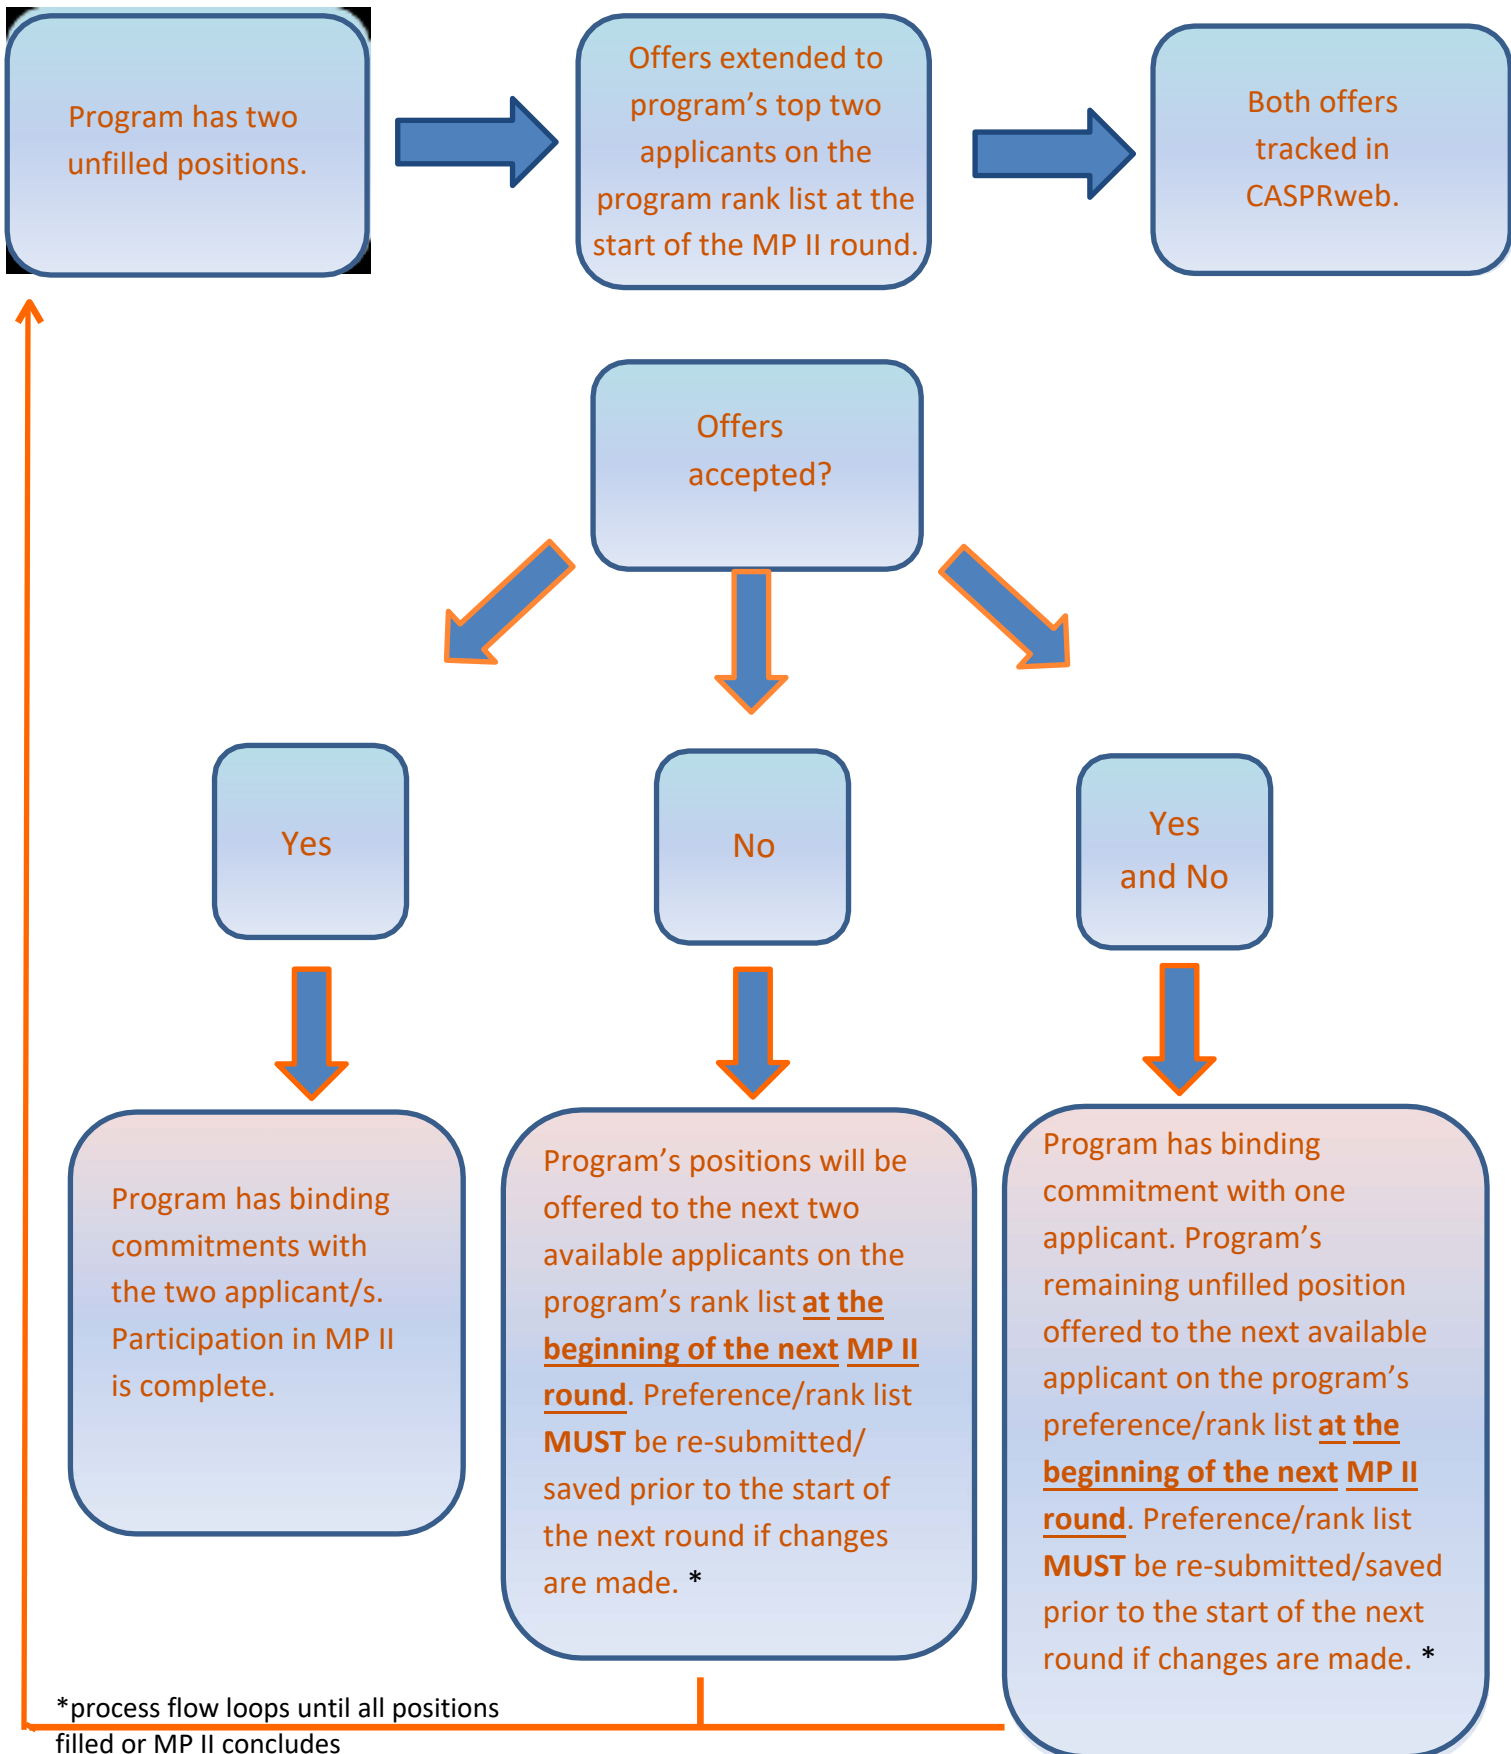 Program has two
unfilled positions.
Offers extended to
program’s top two
applicants on the
program rank list at the
start of the MP II round.
Both offers
tracked in
CASPRweb.
Offers
accepted?
Yes
No
Yes
and No
Program has binding
commitments with
the two applicant/s.
Participation in MP II
is complete.
Program’s positions will be
offered to the next two
available applicants on the
program’s rank list at the
beginning of the next MP II
round. Preference/rank list
MUST be re-submitted/
saved prior to the start of
the next round if changes
are made. *
Program has binding
commitment with one
applicant. Program’s
remaining unfilled position
offered to the next available
applicant on the program’s
preference/rank list at the
beginning of the next MP II
round. Preference/rank list
MUST be re-submitted/saved
prior to the start of the next
round if changes are made. *
*process flow loops until all positions
filled or MP II concludes